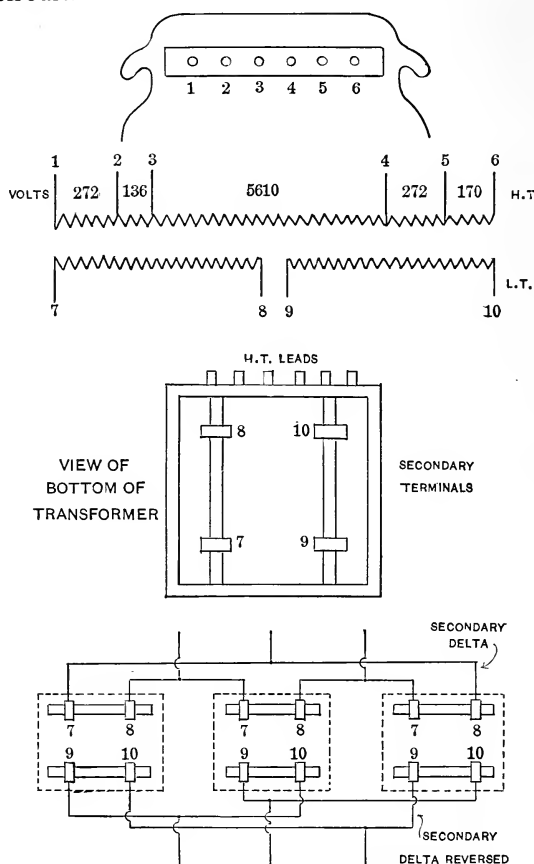 1 2 3 4 5 6
1 2 3 4 5 6
VOLTS 272 136 5610 272 170 H.T.
L.T.
7 8 9 10
H.T. LEADS
8 10
VIEW OF
BOTTOM OF
TRANSFORMER
SECONDARY
TERMINALS
7 9
SECONDARY
DELTA
7 8 7 8 7 8
9 10 9 10 9 10
SECONDARY
DELTA REVERSED